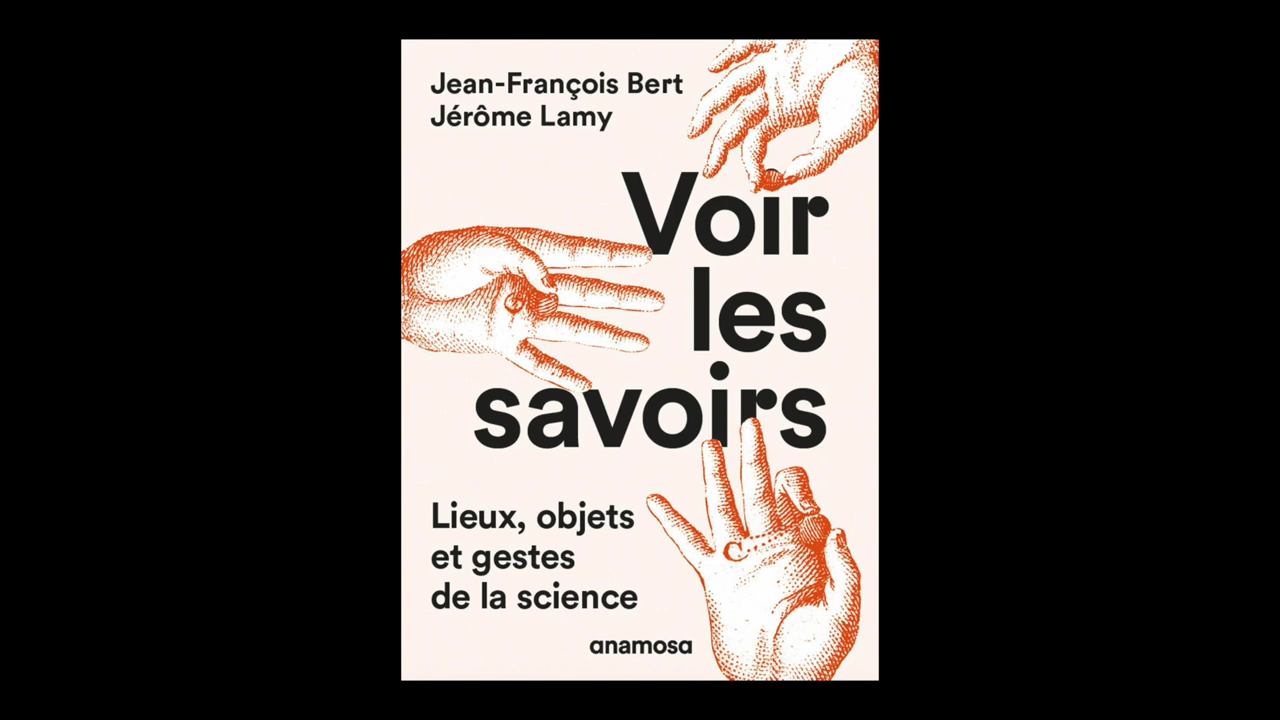 Jean-François Bert
Jérôme Lamy
Voir
les
savoirs
Lieux, objets
et gestes
de la science
anamosa